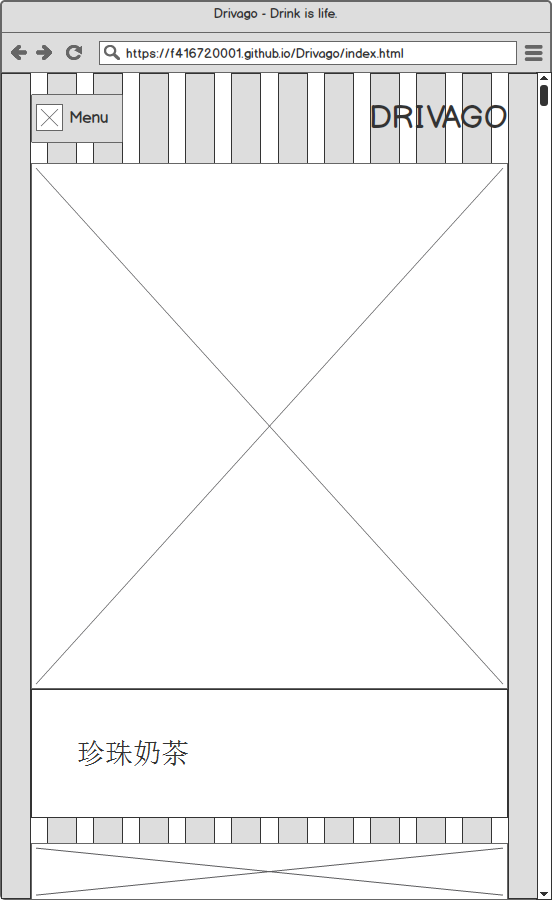 Drivago - Drink is life.
https://f416720001.github.io/Drivago/index.html
Menu
DRIVAGO
珍珠奶茶